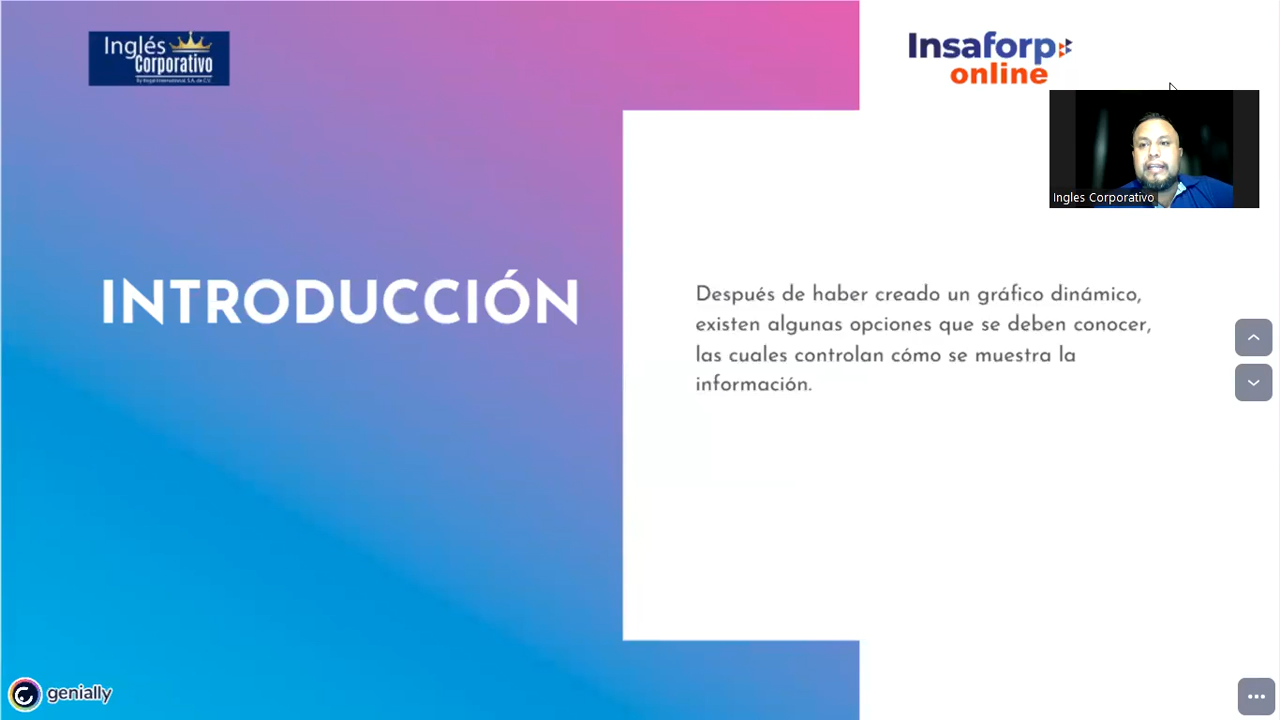 Inglés
Corporativo
Insaforp
online
Ingles Corporativo
INTRODUCCIÓN
Después de haber creado un gráfico dinámico,
existen algunas opciones que se deben conocer,
las cuales controlan cómo se muestra la
información.
genially